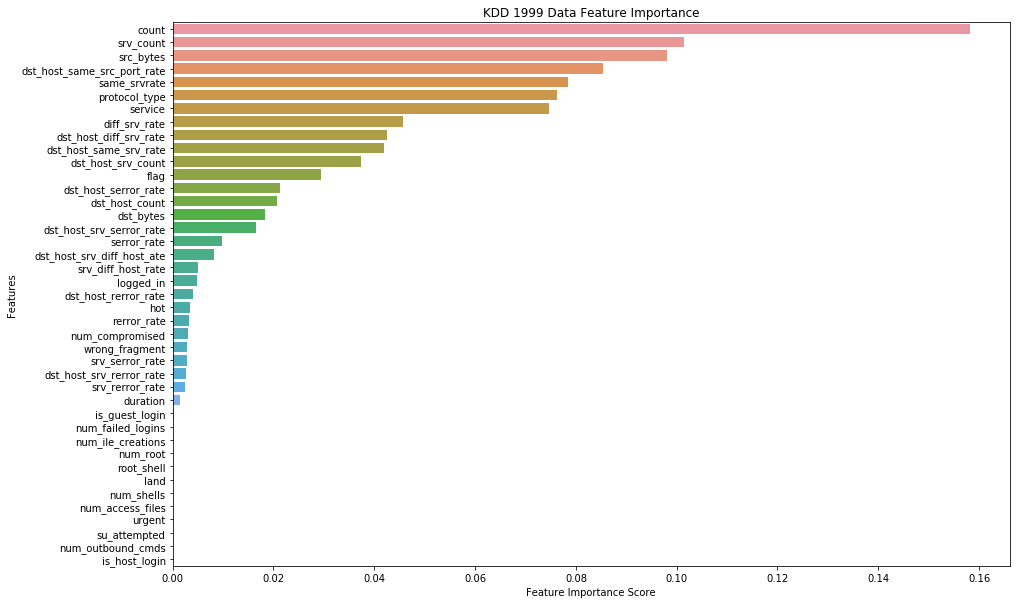 KDD 1999 Data Feature Importance
count
srv_count
src_bytes
dst_host_same_src_port_rate
same_srvrate
protocol_type
service
diff_srv_rate
dst_host_diff_srv_rate
dst_host_same_srv_rate
dst_host_srv_count
flag
dst_host_serror_rate
dst_host_count
dst_bytes
dst_host_srv_serror_rate
serror_rate
dst_host_srv_diff_host_ate
srv_diff_host_rate
logged_in
dst_host_rerror_rate
hot
rerror_rate
num_compromised
wrong_fragment
srv_serror_rate
dst_host_srv_rerror_rate
srv_rerror_rate
duration
is_guest_login
num_failed_logins
num_ile_creations
num_root
root_shell
land
num_shells
num_access_files
urgent
su_attempted
num_outbound_cmds
is_host_login
Features
0.00 0.02 0.04 0.06 0.08 0.10 0.12 0.14 0.16
Feature Importance Score